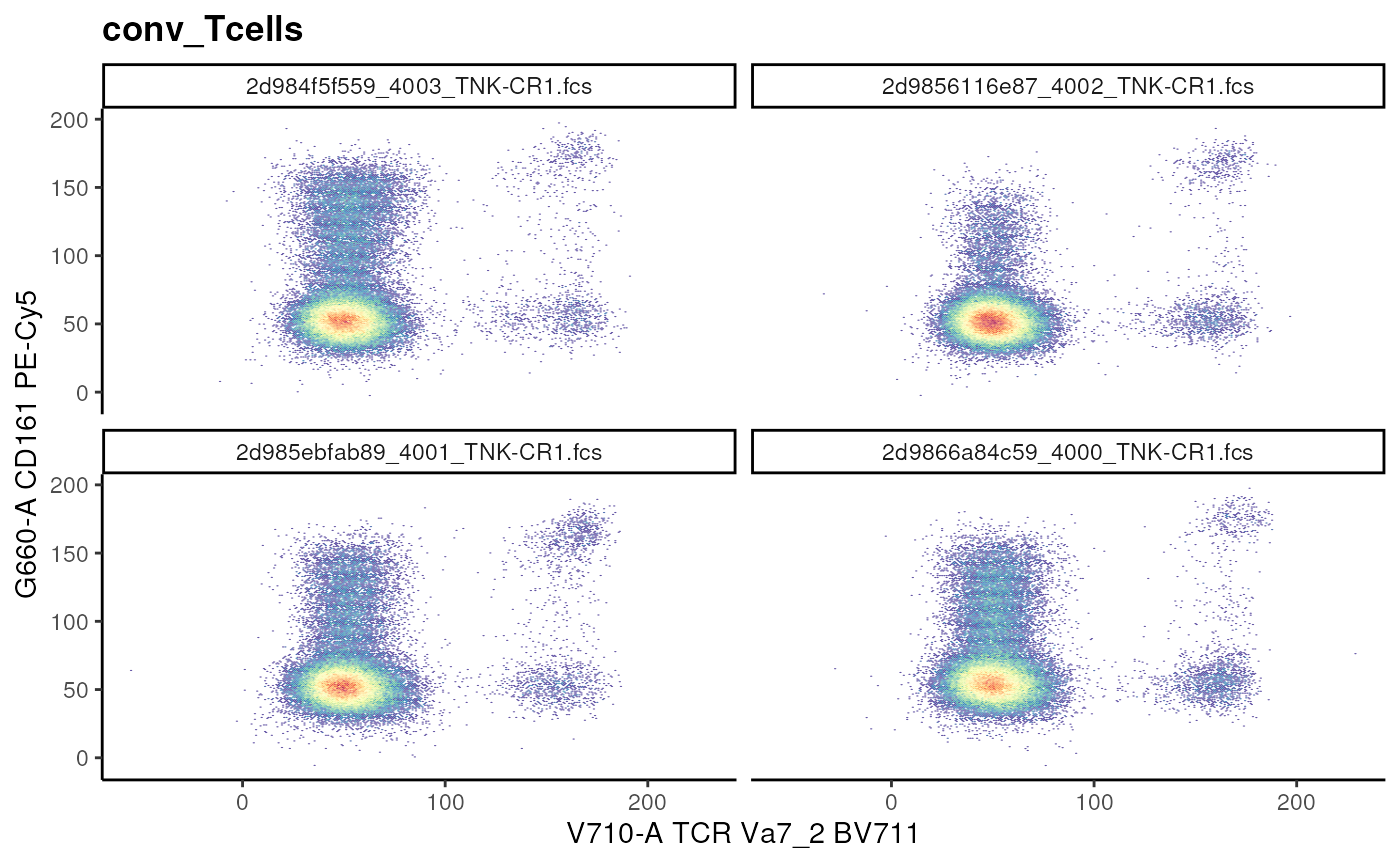 conv_Tcells
2d984f5f559_4003_TNK-CR1.fcs
2d9856116e87_4002_TNK-CR1.fcs
200
150
100
50
0
2d985ebfab89_4001_TNK-CR1.fcs
2d9866a84c59_4000_TNK-CR1.fcs
200
150
100
50
0
G660-A CD161 PE-Cy5
0 100 200 0 100 200
V710-A TCR Va7_2 BV711